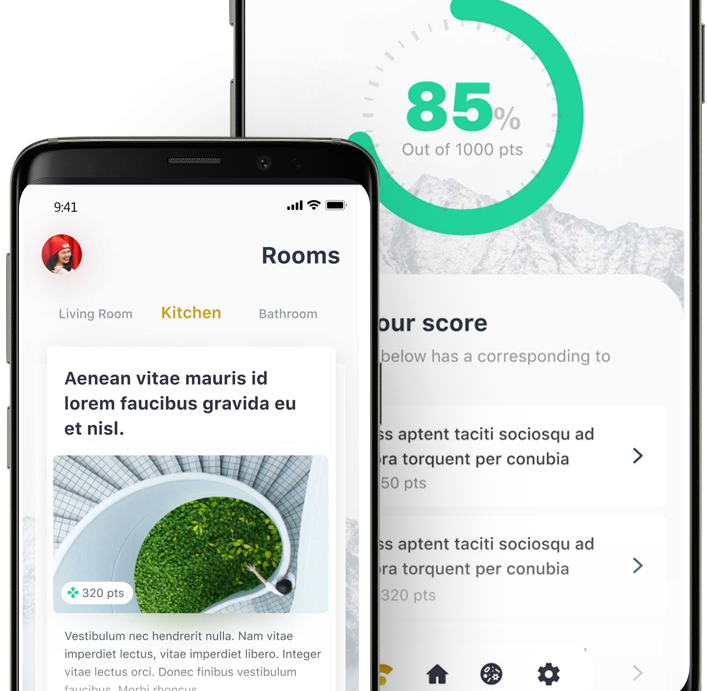 85%
Out of 1000 pts
our score
below has a corresponding to
ss aptent taciti sociosqu ad
ra torquent per conubia
50 pts
ss aptent taciti sociosqu ad
ra torquent per conubia
320 pts
9:41
Rooms
Living Room Kitchen Bathroom
Aenean vitae mauris id
lorem faucibus gravida eu
et nisl.
320 pts
Vestibulum nec hendrerit nulla. Nam vitae
imperdiet lectus, vitae imperdiet libero. Integer
vitae lectus orci. Donec finibus vestibulum
faucibus. Morbi rhoncus